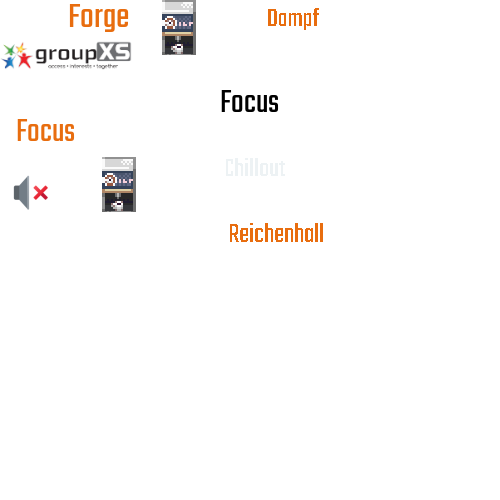 Forge
Dampf
groupXS
access • interests • together
Focus
Focus
Chillout
Reichenhall